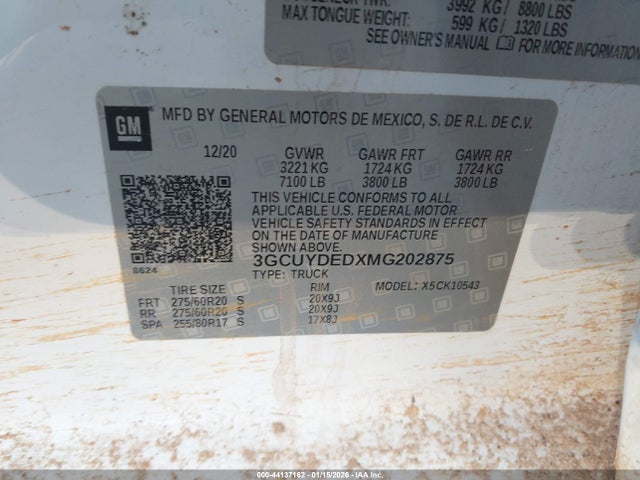 3992 KG/ 8800 LBS
MAX TONGUE WEIGHT: 599 KG/ 1320 LBS
SEE OWNER'S MANUAL FOR MORE INFORMATION
GM
MFD BY GENERAL MOTORS DE MEXICO, S. DE R.L. DE C.V.
12/20 GVWR GAWR FRT GAWR RR
3221 KG 1724 KG 1724 KG
7100 LB 3800 LB 3800 LB
THIS VEHICLE CONFORMS TO ALL
APPLICABLE U.S. FEDERAL MOTOR
VEHICLE SAFETY STANDARDS IN EFFECT
ON THE DATE OF MANUFACTURE
SHOWN ABOVE.
3GCUYDEDXMG202875
TYPE: TRUCK
8624
TIRE SIZE RIM MODEL: X5CK10543
FRT 275/60R20 S 20X9J
RR 275/60R20 S 20X9J
SPA 255/80R17 S 17X8J
000-44137162 - 01/15/2026 - IAAI.COM